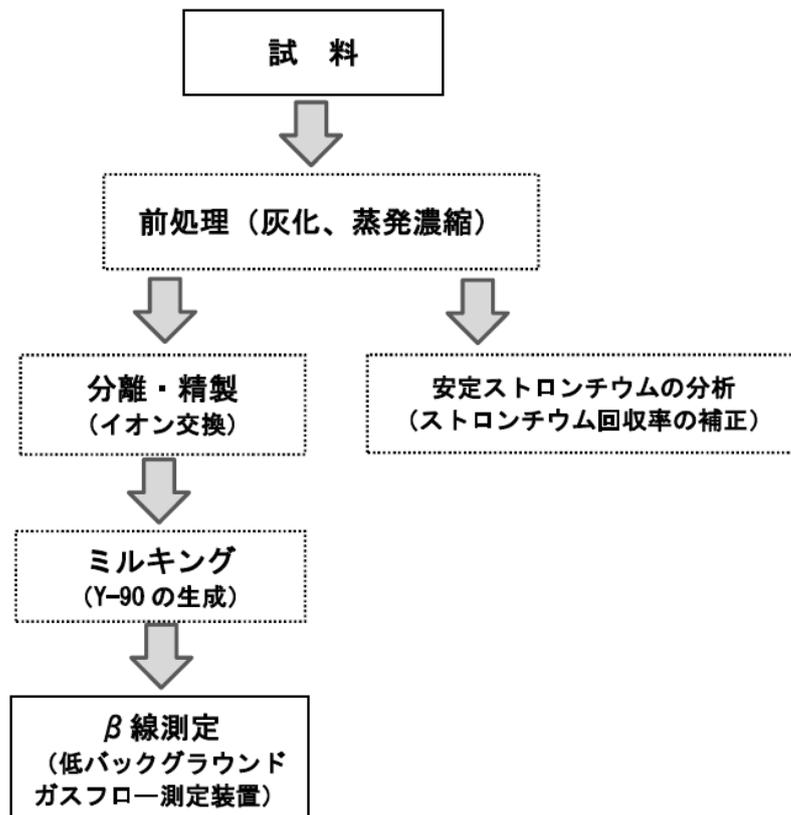 試　料
前処理（灰化、蒸発濃縮）
分離・精製
（イオン交換）
安定ストロンチウムの分析
（ストロンチウム回収率の補正）
ミルキング
（Y-90 の生成）
β線測定
（低バックグラウンド
ガスフロー測定装置）